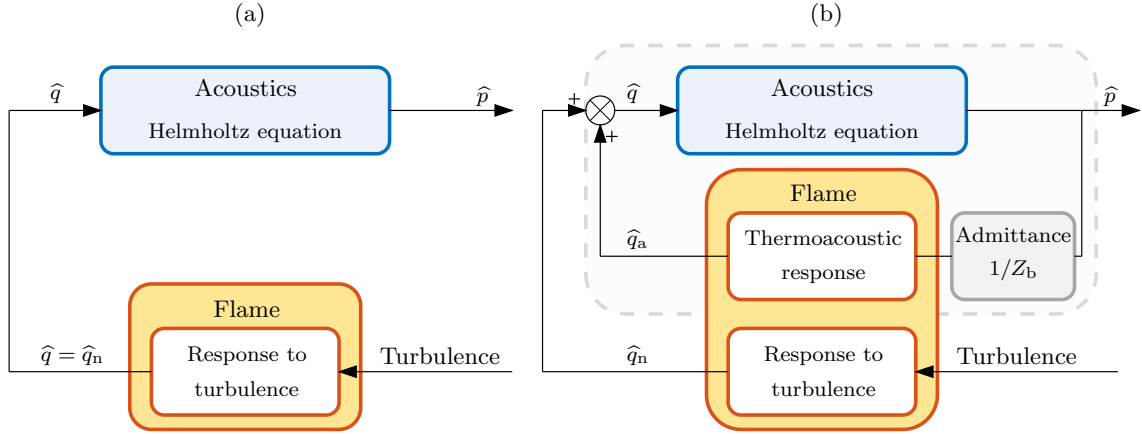 (a)
q̂
Acoustics
Helmholtz equation
p̂
Flame
q̂ = q̂ₙ
Response to
turbulence
Turbulence
(b)
+
q̂
+
Acoustics
Helmholtz equation
p̂
Flame
q̂ₐ
Thermoacoustic
response
Admittance
1/Z_b
q̂ₙ
Response to
turbulence
Turbulence